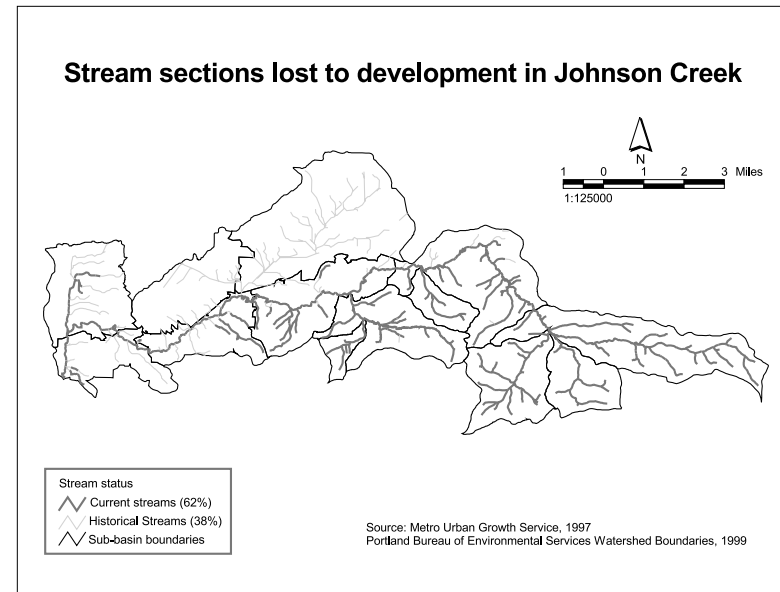 Stream sections lost to development in Johnson Creek
N
1 0 1 2 3 Miles
1:125000
Stream status
Current streams (62%)
Historical Streams (38%)
Sub-basin boundaries
Source: Metro Urban Growth Service, 1997
Portland Bureau of Environmental Services Watershed Boundaries, 1999